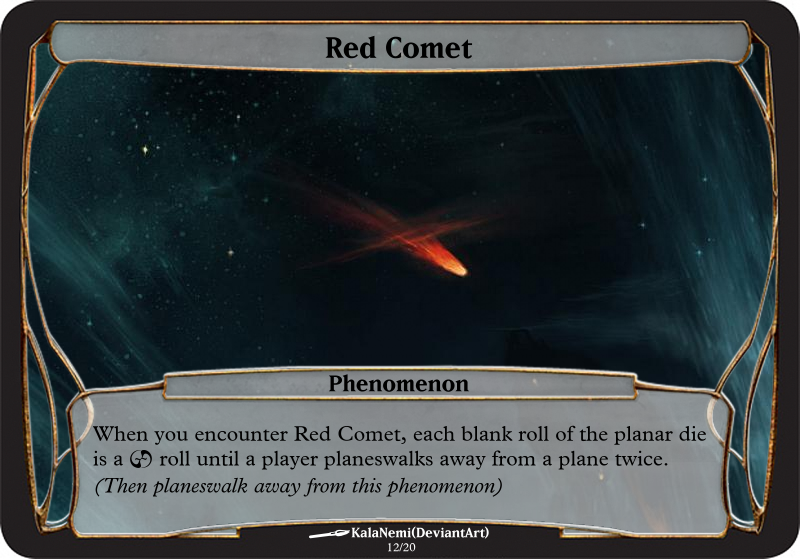 Red Comet
Phenomenon
When you encounter Red Comet, each blank roll of the planar die
is a roll until a player planeswalks away from a plane twice.
(Then planeswalk away from this phenomenon)
KalaNemi(DeviantArt)
12/20